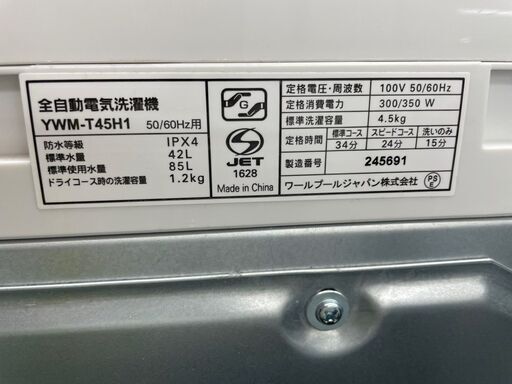 全自動電気洗濯機
YWM-T45H1 50/60Hz用
防水等級 IPX4
標準水量 42L
標準使用水量 85L
ドライコース時の洗濯容量 1.2kg
G
JET
1628
Made in China
定格電圧・周波数 100V 50/60Hz
定格消費電力 300/350 W
標準洗濯容量 4.5kg
定格時間 標準コース スピードコース 洗いのみ
34分 24分 15分
製造番号 245691
ワールプールジャパン株式会社 PSE